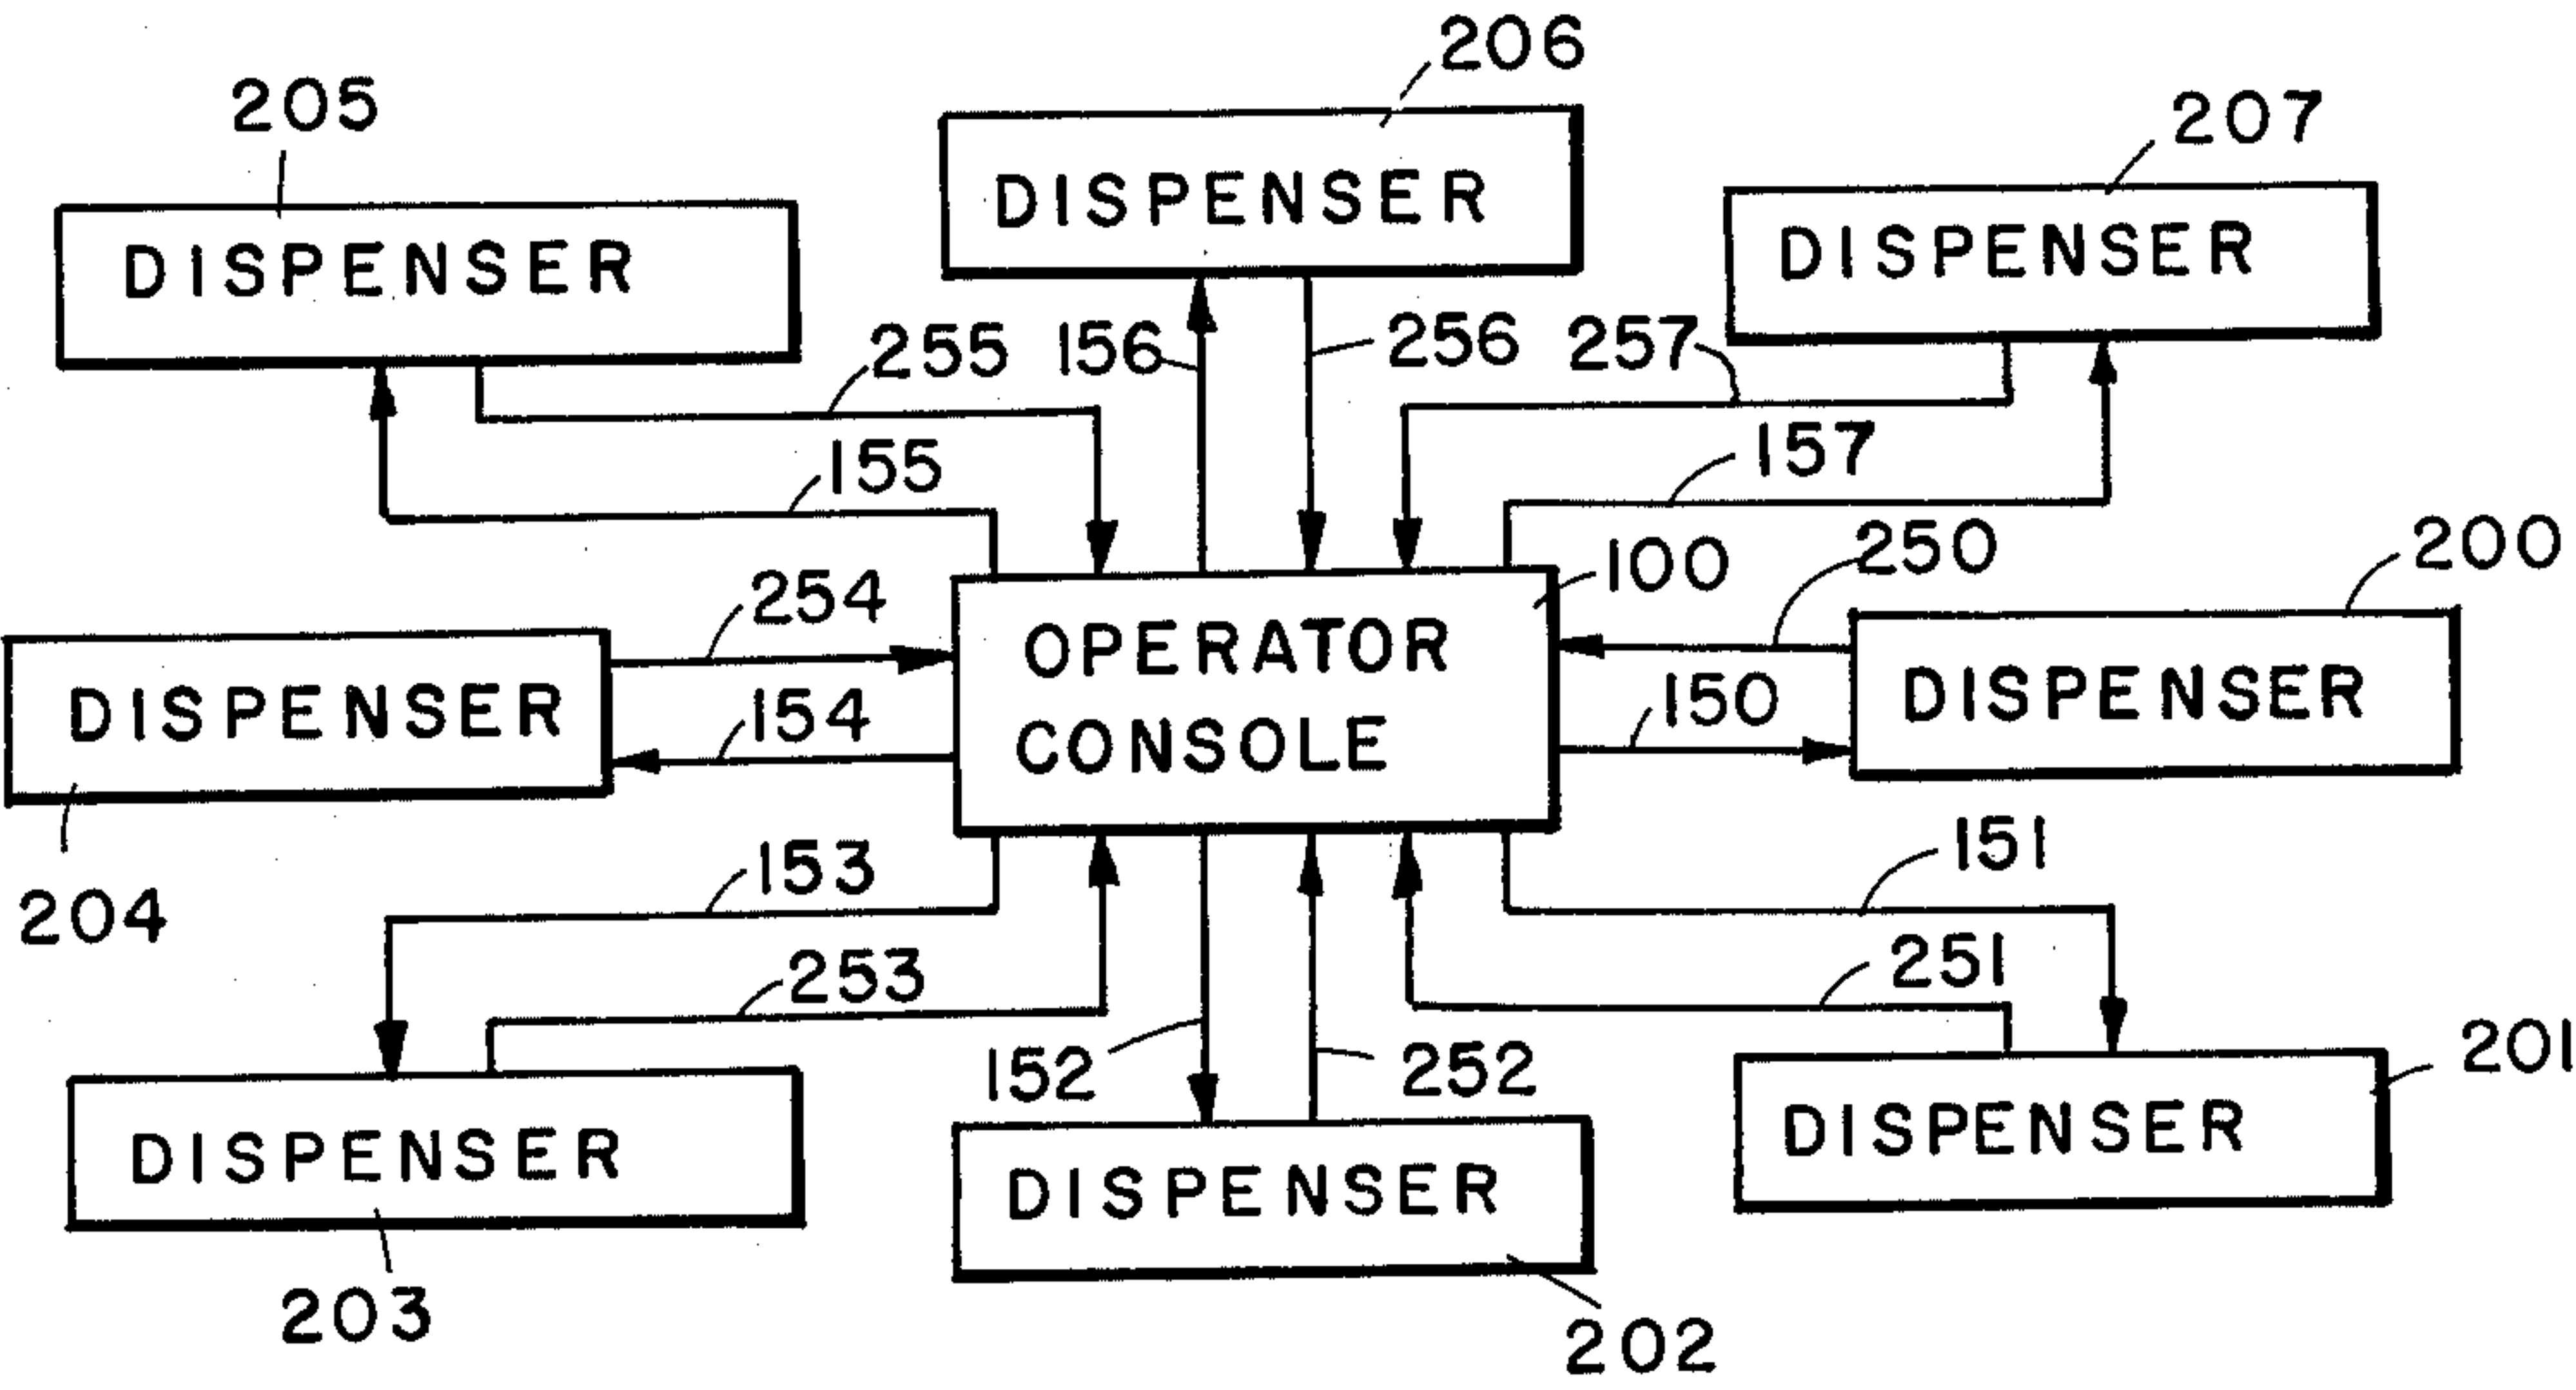 206
205
207
DISPENSER
DISPENSER
DISPENSER
255
156
256
257
155
157
100
250
200
254
OPERATOR
CONSOLE
DISPENSER
154
150
DISPENSER
153
151
204
253
251
152
252
201
DISPENSER
DISPENSER
DISPENSER
203
202